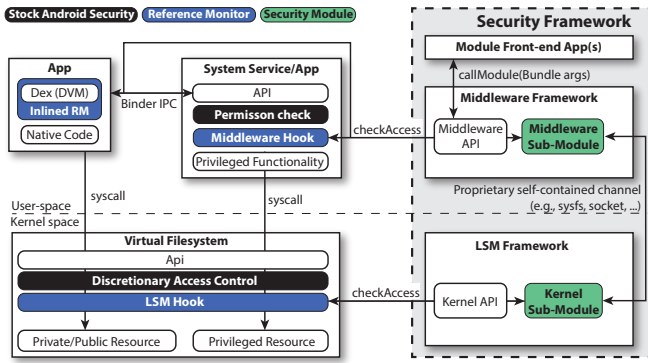 Stock Android Security
Reference Monitor
Security Module
Security Framework
Module Front-end App(s)
callModule(Bundle args)
App
Dex (DVM)
Inlined RM
Native Code
Binder IPC
System Service/App
API
Permisson check
Middleware Hook
Privileged Functionality
checkAccess
Middleware Framework
Middleware
API
Middleware
Sub-Module
syscall
syscall
Proprietary self-contained channel
(e.g., sysfs, socket, ...)
User-space
Kernel space
Virtual Filesystem
Api
Discretionary Access Control
LSM Hook
Private/Public Resource
Privileged Resource
checkAccess
LSM Framework
Kernel API
Kernel
Sub-Module